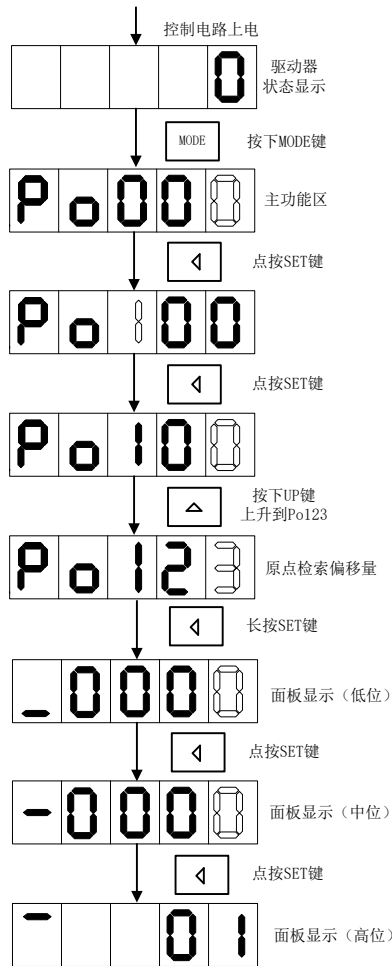 控制电路上电
0
驱动器
状态显示
MODE
按下MODE键
Po000
主功能区
点按SET键
Po100
点按SET键
Po100
按下UP键
上升到Po123
Po123
原点检索偏移量
长按SET键
_0000
面板显示（低位）
点按SET键
-0000
面板显示（中位）
点按SET键
‾ 01
面板显示（高位）